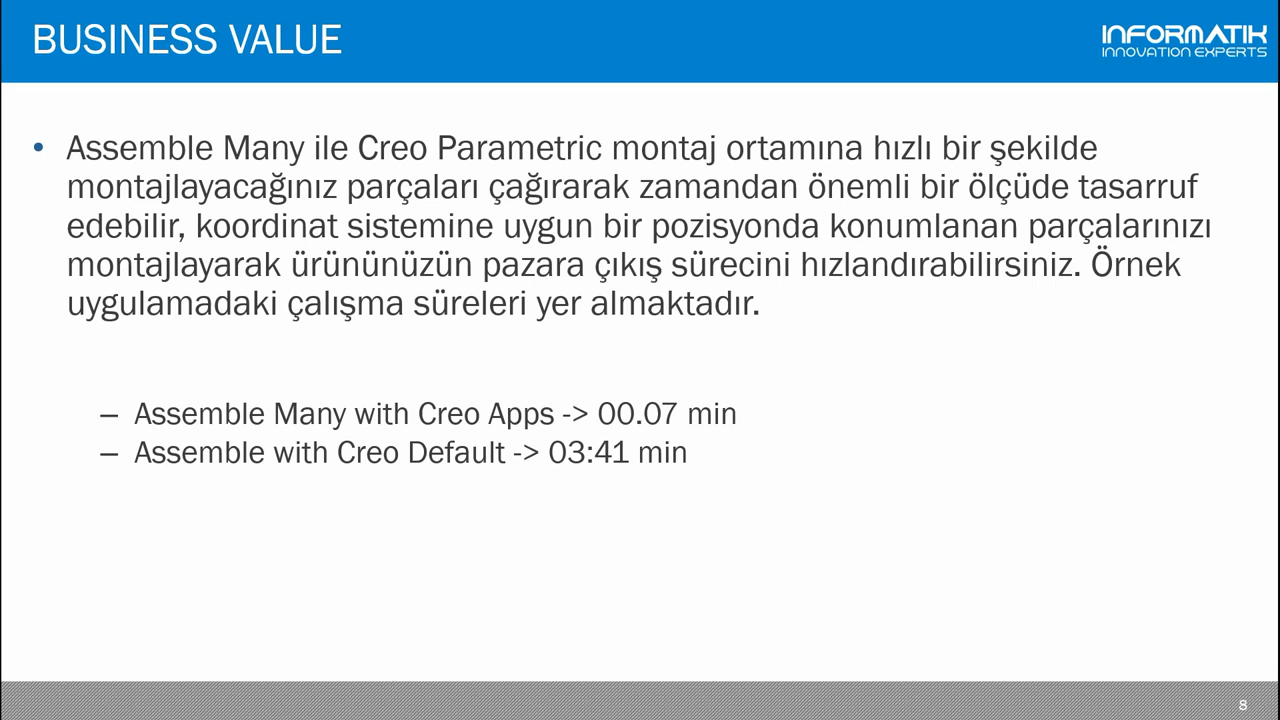 BUSINESS VALUE
INFORMATIK
INNOVATION EXPERTS
• Assemble Many ile Creo Parametric montaj ortamına hızlı bir şekilde
montajlayacağınız parçaları çağırarak zamandan önemli bir ölçüde tasarruf
edebilir, koordinat sistemine uygun bir pozisyonda konumlanan parçalarınızı
montajlayarak ürününüzün pazara çıkış sürecini hızlandırabilirsiniz. Örnek
uygulamadaki çalışma süreleri yer almaktadır.
– Assemble Many with Creo Apps -> 00.07 min
– Assemble with Creo Default -> 03:41 min
8